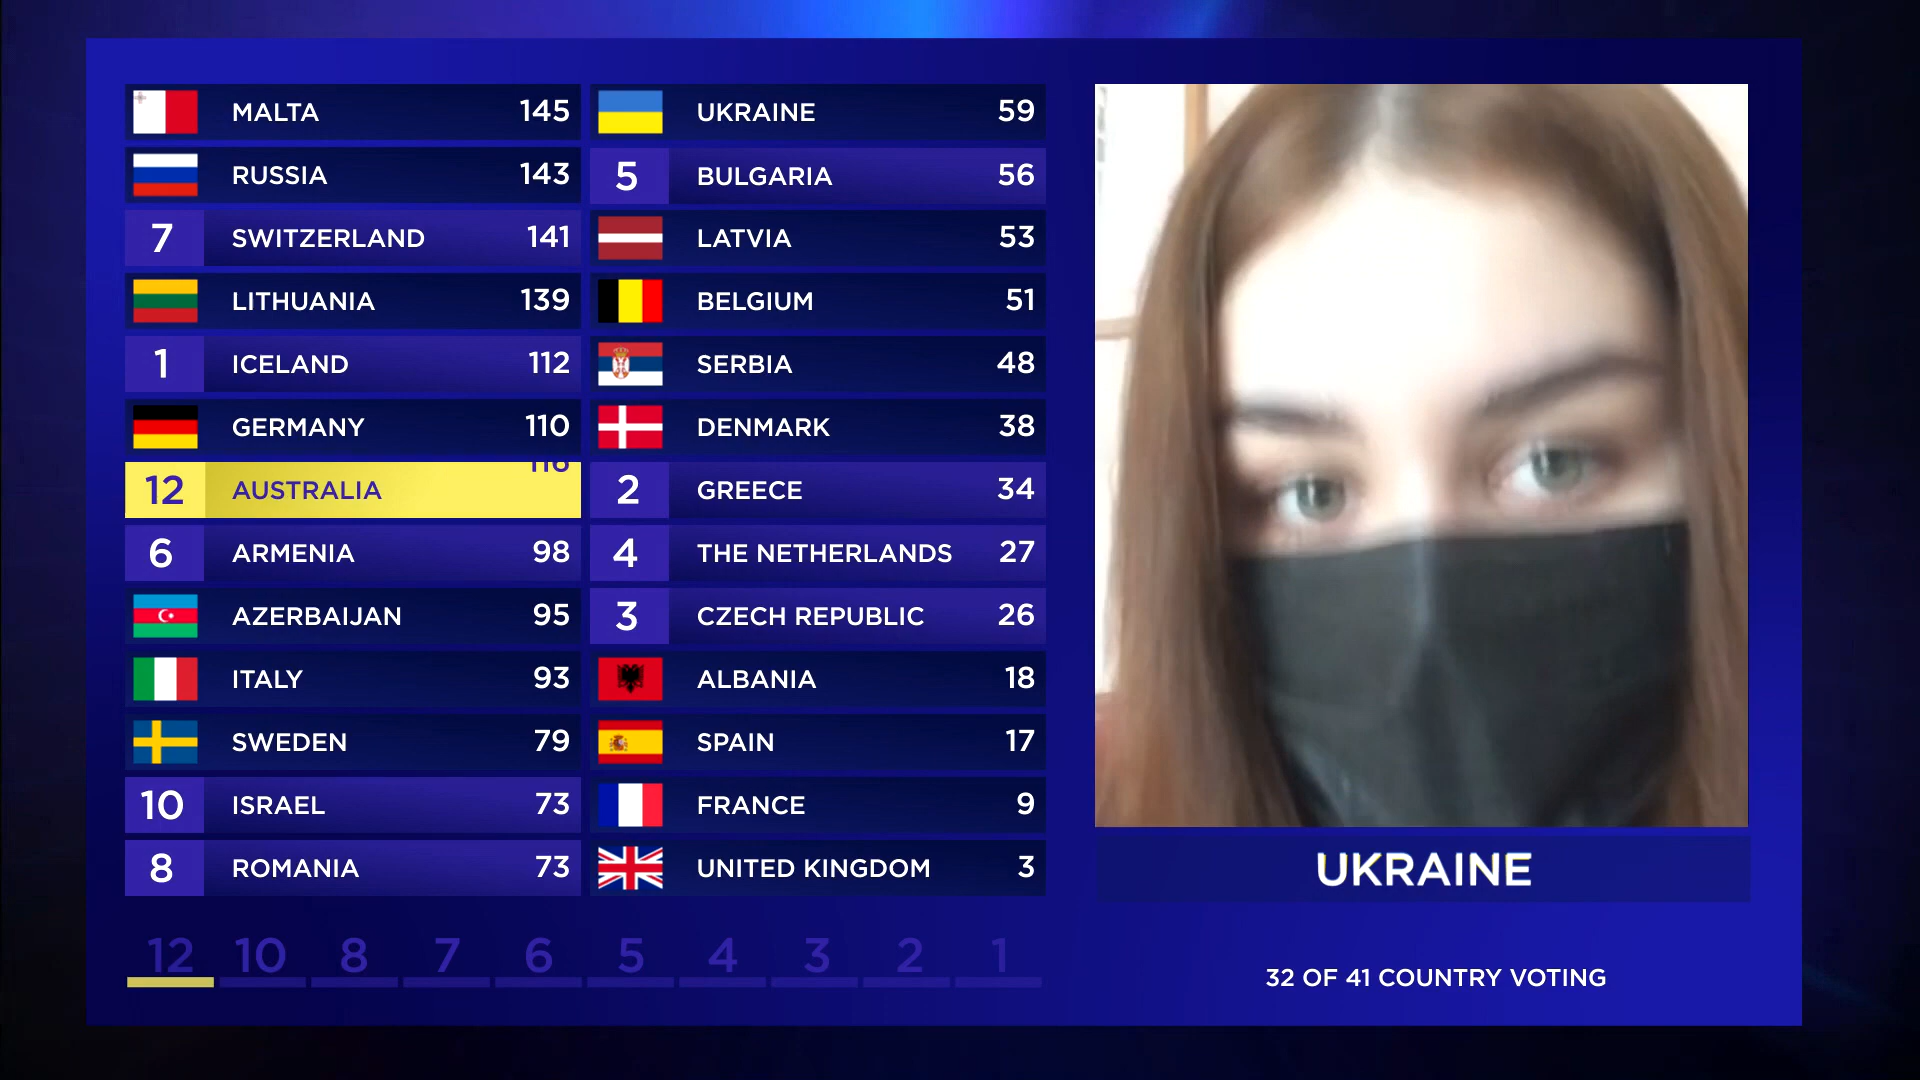 MALTA 145
RUSSIA 143
7 SWITZERLAND 141
LITHUANIA 139
1 ICELAND 112
GERMANY 110
12 AUSTRALIA
6 ARMENIA 98
AZERBAIJAN 95
ITALY 93
SWEDEN 79
10 ISRAEL 73
8 ROMANIA 73
UKRAINE 59
5 BULGARIA 56
LATVIA 53
BELGIUM 51
SERBIA 48
DENMARK 38
2 GREECE 34
4 THE NETHERLANDS 27
3 CZECH REPUBLIC 26
ALBANIA 18
SPAIN 17
FRANCE 9
UNITED KINGDOM 3
12 10 8 7 6 5 4 3 2 1
UKRAINE
32 OF 41 COUNTRY VOTING